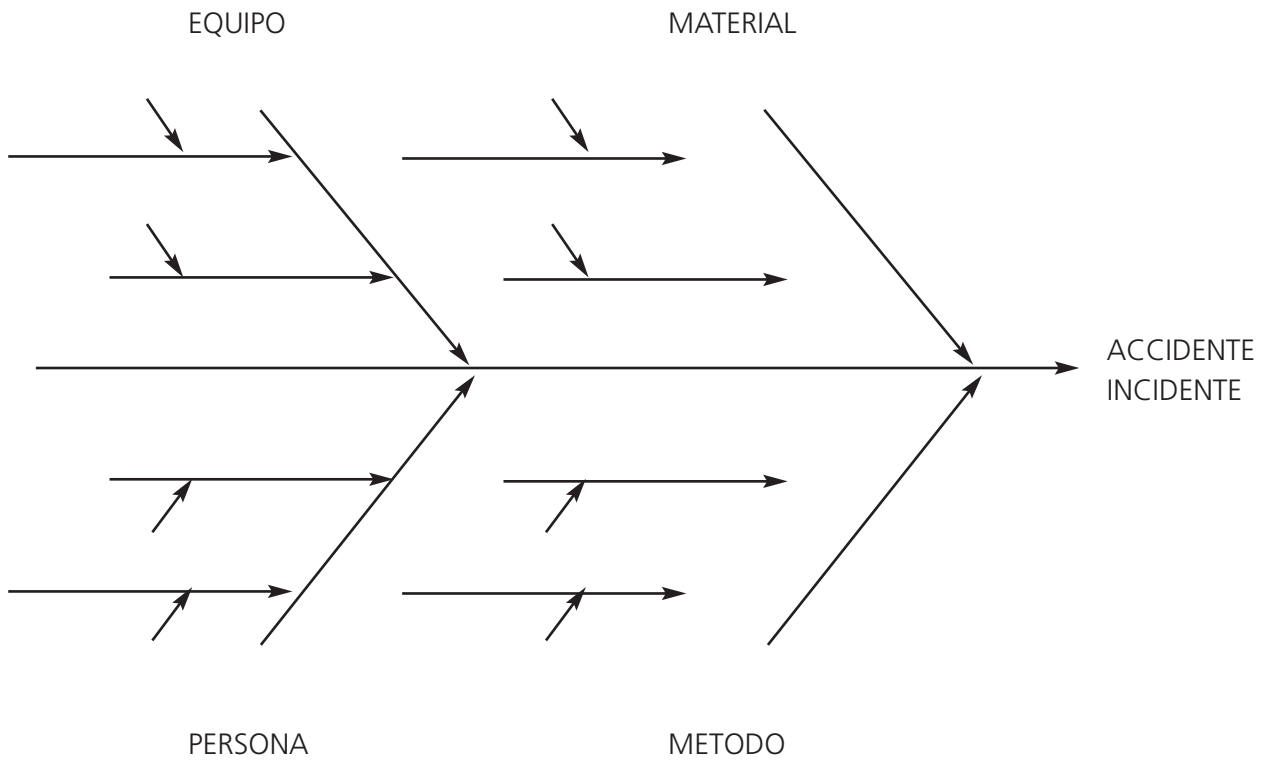 EQUIPO
MATERIAL
ACCIDENTE
INCIDENTE
PERSONA
METODO